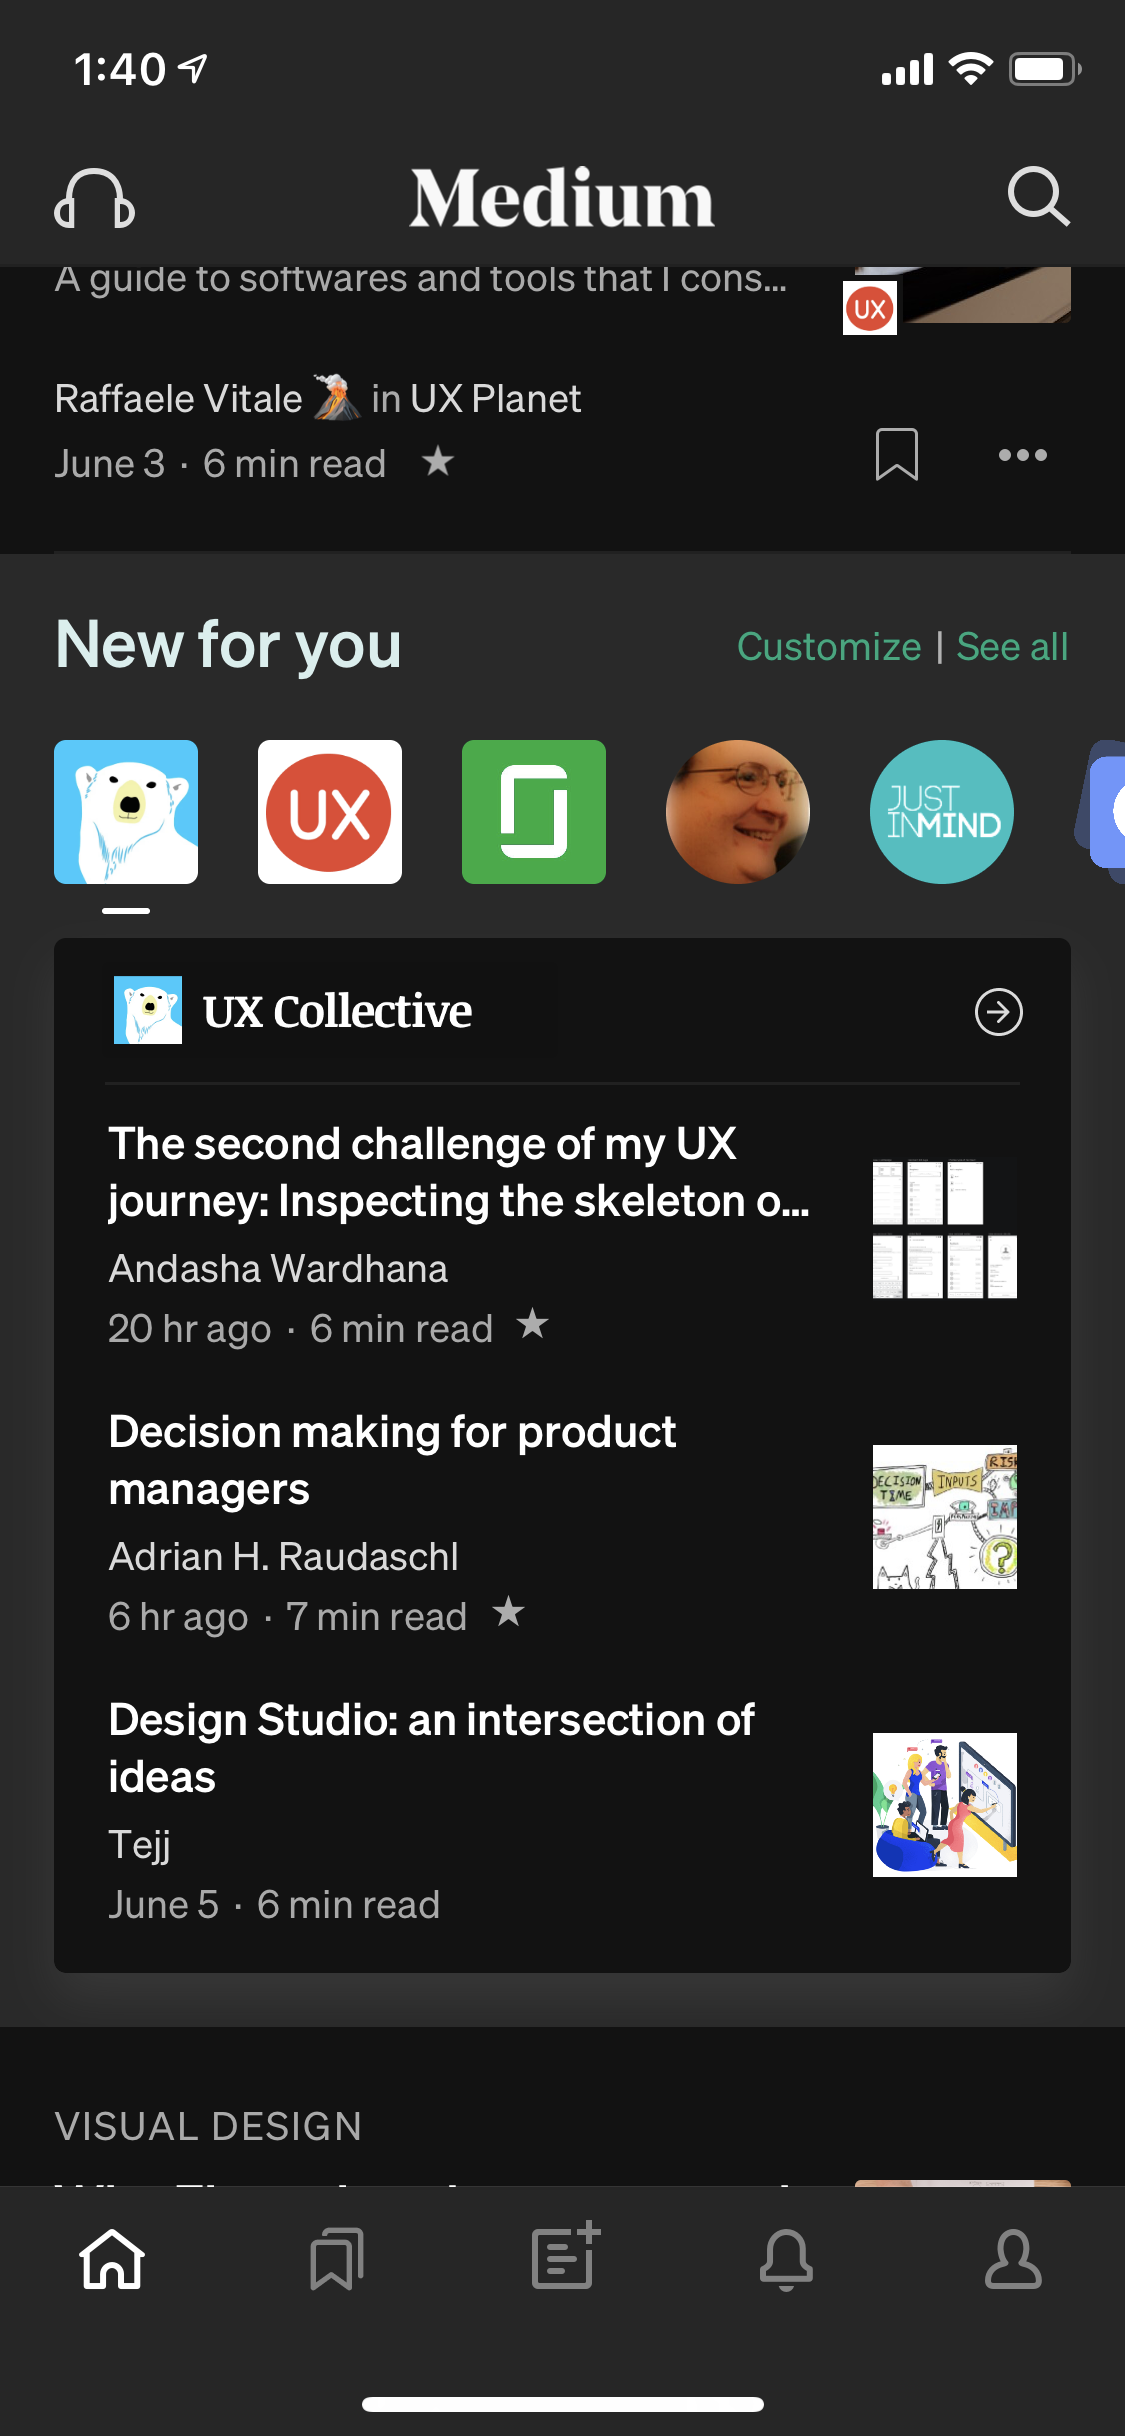 1:40
Medium
A guide to softwares and tools that I cons...
UX
Raffaele Vitale 🌋 in UX Planet
June 3 · 6 min read ★
New for you
Customize | See all
UX
JUST
INMIND
UX Collective
The second challenge of my UX
journey: Inspecting the skeleton o...
Andasha Wardhana
20 hr ago · 6 min read ★
Decision making for product
managers
DECISION
TIME
INPUTS
Adrian H. Raudaschl
6 hr ago · 7 min read ★
Design Studio: an intersection of
ideas
Tejj
June 5 · 6 min read
VISUAL DESIGN